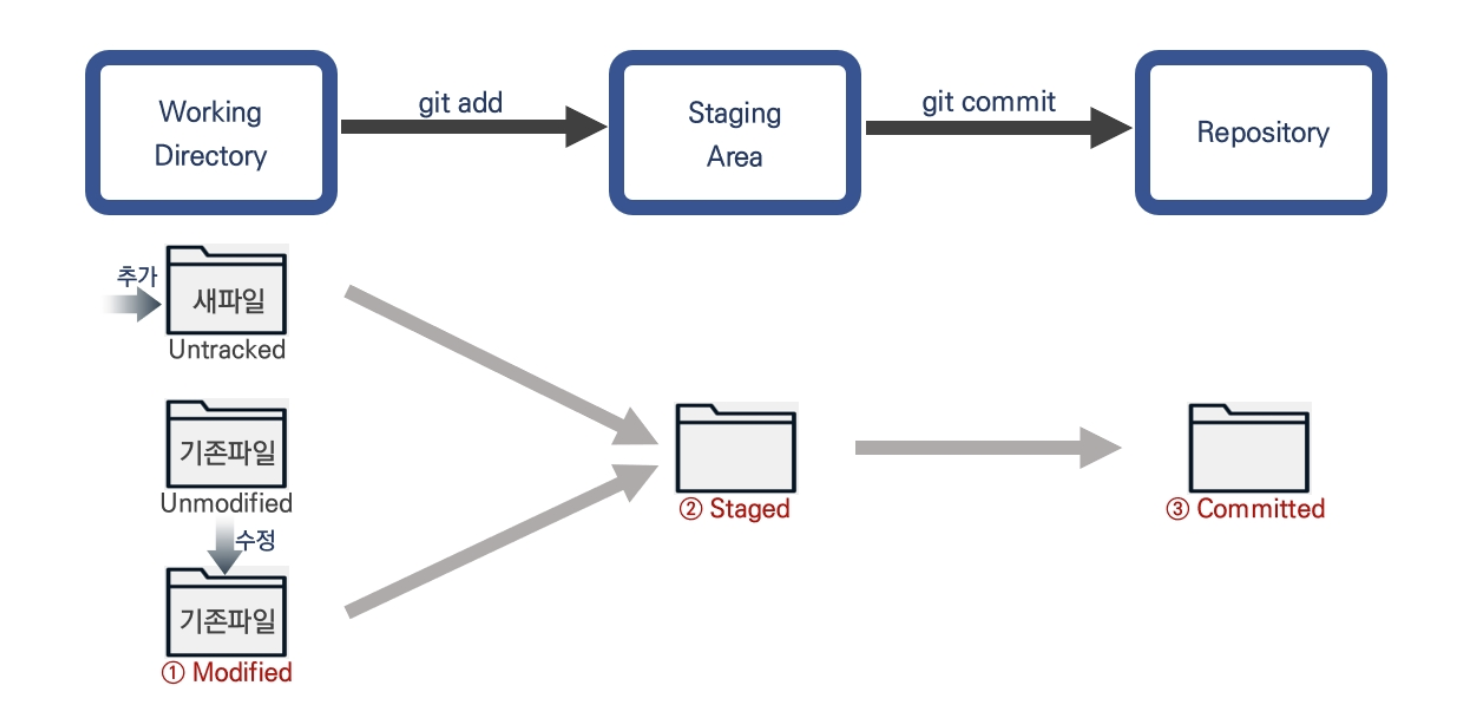 Working
Directory
git add
Staging
Area
git commit
Repository
추가
새파일
Untracked
기존파일
Unmodified
수정
기존파일
① Modified
② Staged
③ Committed